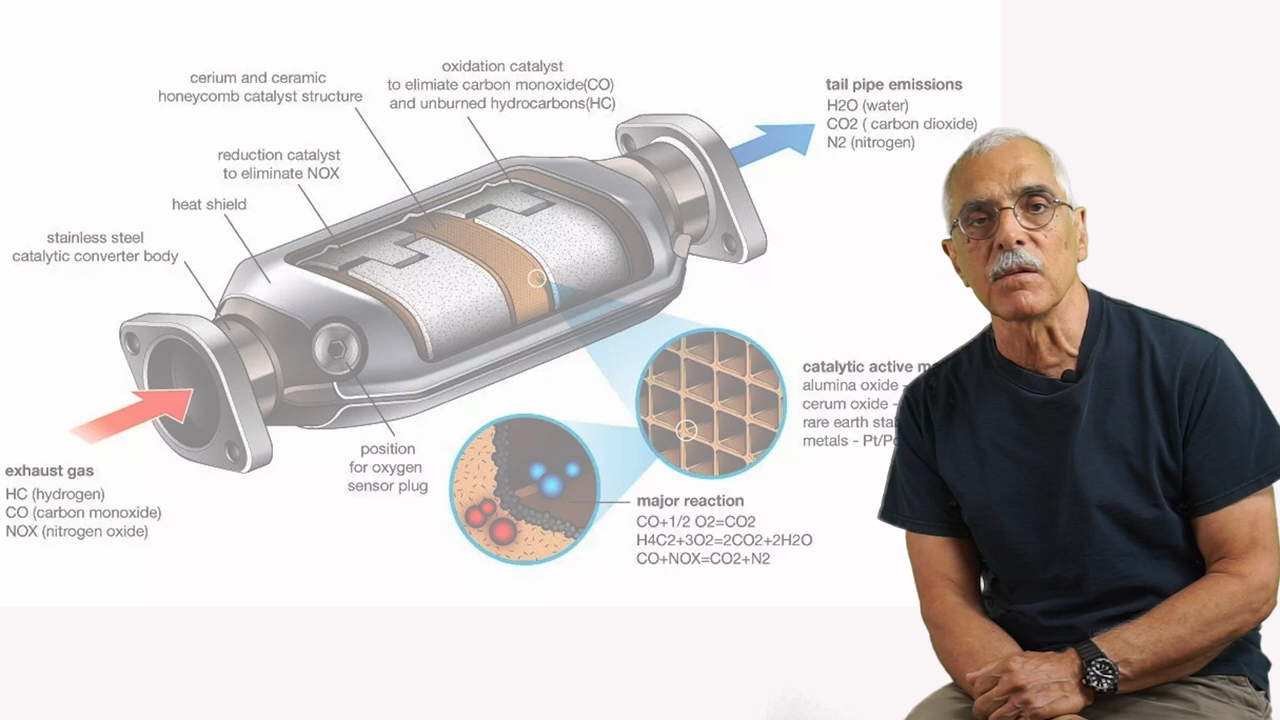 cerium and ceramic
honeycomb catalyst structure
oxidation catalyst
to elimiate carbon monoxide(CO)
and unburned hydrocarbons(HC)
tail pipe emissions
H2O (water)
CO2 ( carbon dioxide)
N2 (nitrogen)
reduction catalyst
to eliminate NOX
heat shield
stainless steel
catalytic converter body
catalytic active
alumina oxide -
cerum oxide -
rare earth
metals -
position
for oxygen
sensor plug
exhaust gas
HC (hydrogen)
CO (carbon monoxide)
NOX (nitrogen oxide)
major reaction
CO+1/2 O2=CO2
H4C2+3O2=2CO2+2H2O
CO+NOX=CO2+N2